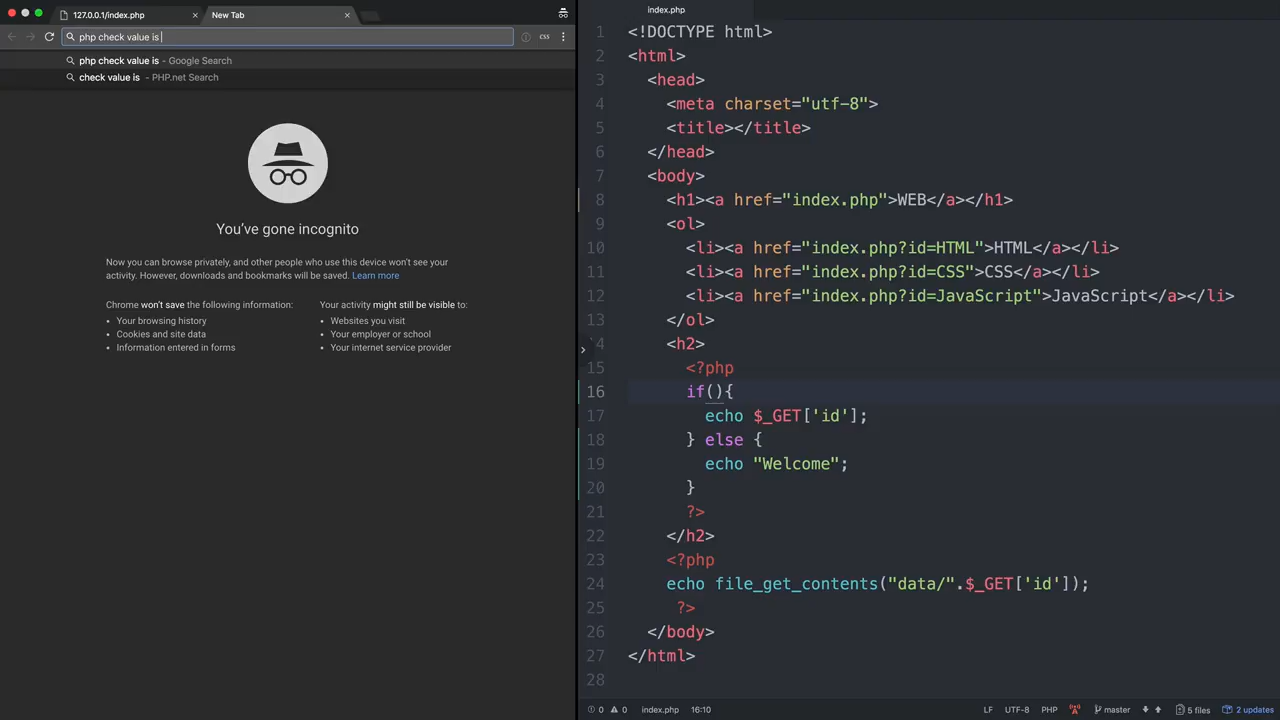 127.0.0.1/index.php
New Tab
php check value is
CSS
php check value is - Google Search
check value is - PHP.net Search
You've gone incognito
Now you can browse privately, and other people who use this device won't see your
activity. However, downloads and bookmarks will be saved. Learn more
Chrome won't save the following information:
• Your browsing history
• Cookies and site data
• Information entered in forms
Your activity might still be visible to:
• Websites you visit
• Your employer or school
• Your internet service provider
index.php
1 <!DOCTYPE html>
2 <html>
3 <head>
4 <meta charset="utf-8">
5 <title></title>
6 </head>
7 <body>
8 <h1><a href="index.php">WEB</a></h1>
9 <ol>
10 <li><a href="index.php?id=HTML">HTML</a></li>
11 <li><a href="index.php?id=CSS">CSS</a></li>
12 <li><a href="index.php?id=JavaScript">JavaScript</a></li>
13 </ol>
14 <h2>
15 <?php
16 if(){
17 echo $_GET['id'];
18 } else {
19 echo "Welcome";
20 }
21 ?>
22 </h2>
23 <?php
24 echo file_get_contents("data/".$_GET['id']);
25 ?>
26 </body>
27 </html>
28
0 0 index.php 16:10 LF UTF-8 PHP master 5 files 2 updates